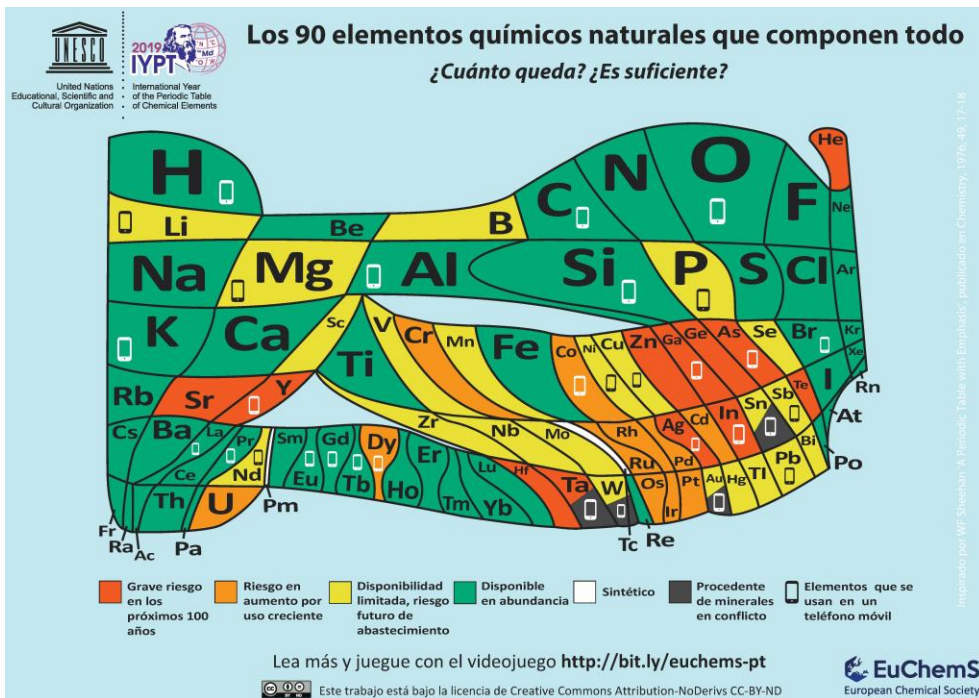 UNESCO
United Nations
Educational, Scientific and
Cultural Organization
2019
IYPT
International Year
of the Periodic Table
of Chemical Elements
Los 90 elementos químicos naturales que componen todo
¿Cuánto queda? ¿Es suficiente?
H
He
Li
Be
B
C
N
O
F
Ne
Na
Mg
Al
Si
P
S
Cl
Ar
K
Ca
Sc
Ti
V
Cr
Mn
Fe
Co
Ni
Cu
Zn
Ga
Ge
As
Se
Br
Kr
Rb
Sr
Y
Zr
Nb
Mo
Tc
Ru
Rh
Pd
Ag
Cd
In
Sn
Sb
Te
I
Xe
Cs
Ba
La
Ce
Pr
Nd
Pm
Sm
Eu
Gd
Tb
Dy
Ho
Er
Tm
Yb
Lu
Hf
Ta
W
Re
Os
Ir
Pt
Au
Hg
Tl
Pb
Bi
Po
At
Rn
Fr
Ra
Ac
Th
Pa
U
Inspirado por WF Sheehan 'A Periodic Table with Emphasis', publicado en Chemistry, 1976, 49, 17-18
Grave riesgo
en los
próximos 100
años
Riesgo en
aumento por
uso creciente
Disponibilidad
limitada, riesgo
futuro de
abastecimiento
Disponible
en abundancia
Sintético
Procedente
de minerales
en conflicto
Elementos que se
usan en un
teléfono móvil
Lea más y juegue con el videojuego http://bit.ly/euchems-pt
Este trabajo está bajo la licencia de Creative Commons Attribution-NoDerivs CC-BY-ND
EuChemS
European Chemical Society